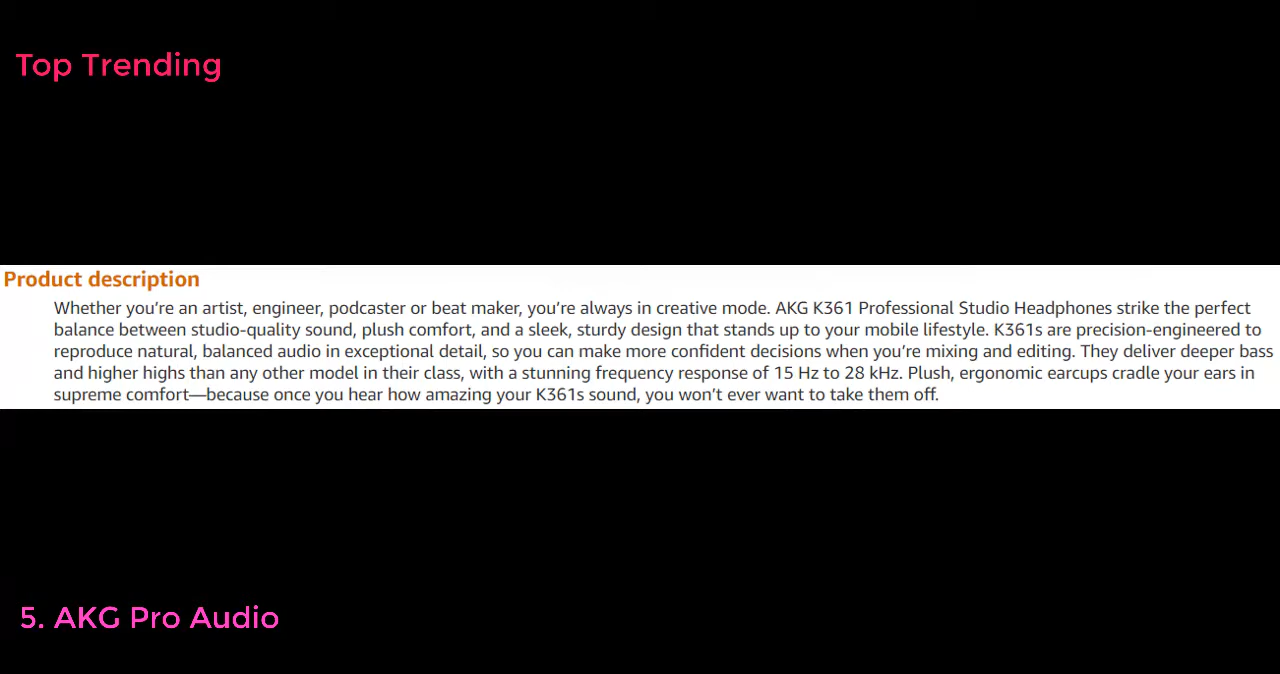 Top Trending
Product description
Whether you’re an artist, engineer, podcaster or beat maker, you’re always in creative mode. AKG K361 Professional Studio Headphones strike the perfect
balance between studio-quality sound, plush comfort, and a sleek, sturdy design that stands up to your mobile lifestyle. K361s are precision-engineered to
reproduce natural, balanced audio in exceptional detail, so you can make more confident decisions when you’re mixing and editing. They deliver deeper bass
and higher highs than any other model in their class, with a stunning frequency response of 15 Hz to 28 kHz. Plush, ergonomic earcups cradle your ears in
supreme comfort—because once you hear how amazing your K361s sound, you won’t ever want to take them off.
5. AKG Pro Audio